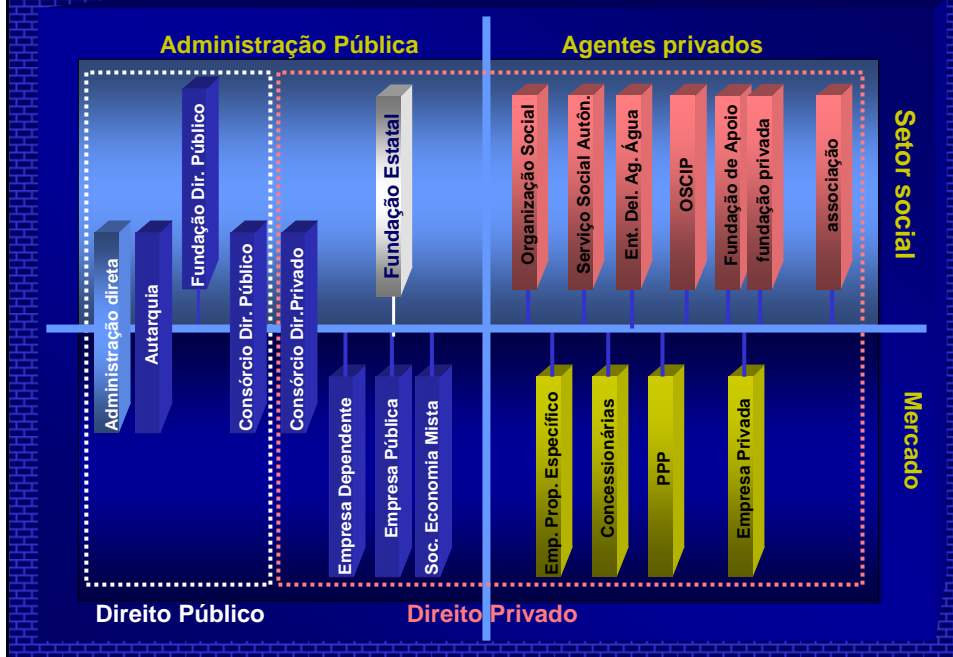 Administração Pública
Agentes privados
Setor social
Mercado
Administração direta
Autarquia
Fundação Dir. Público
Consórcio Dir. Público
Consórcio Dir.Privado
Fundação Estatal
Organização Social
Serviço Social Autôn.
Ent. Del. Ag. Água
OSCIP
Fundação de Apoio
fundação privada
associação
Empresa Dependente
Empresa Pública
Soc. Economia Mista
Emp. Prop. Específico
Concessionárias
PPP
Empresa Privada
Direito Público
Direito Privado